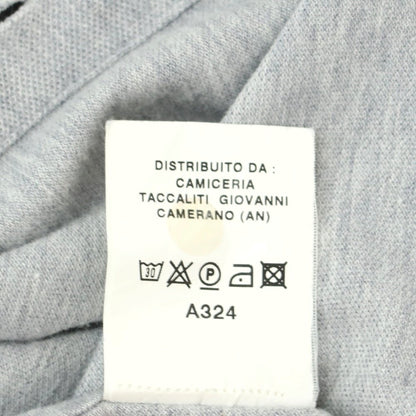 DISTRIBUITO DA :
CAMICERIA
TACCALITI GIOVANNI
CAMERANO (AN)
30 P
A324